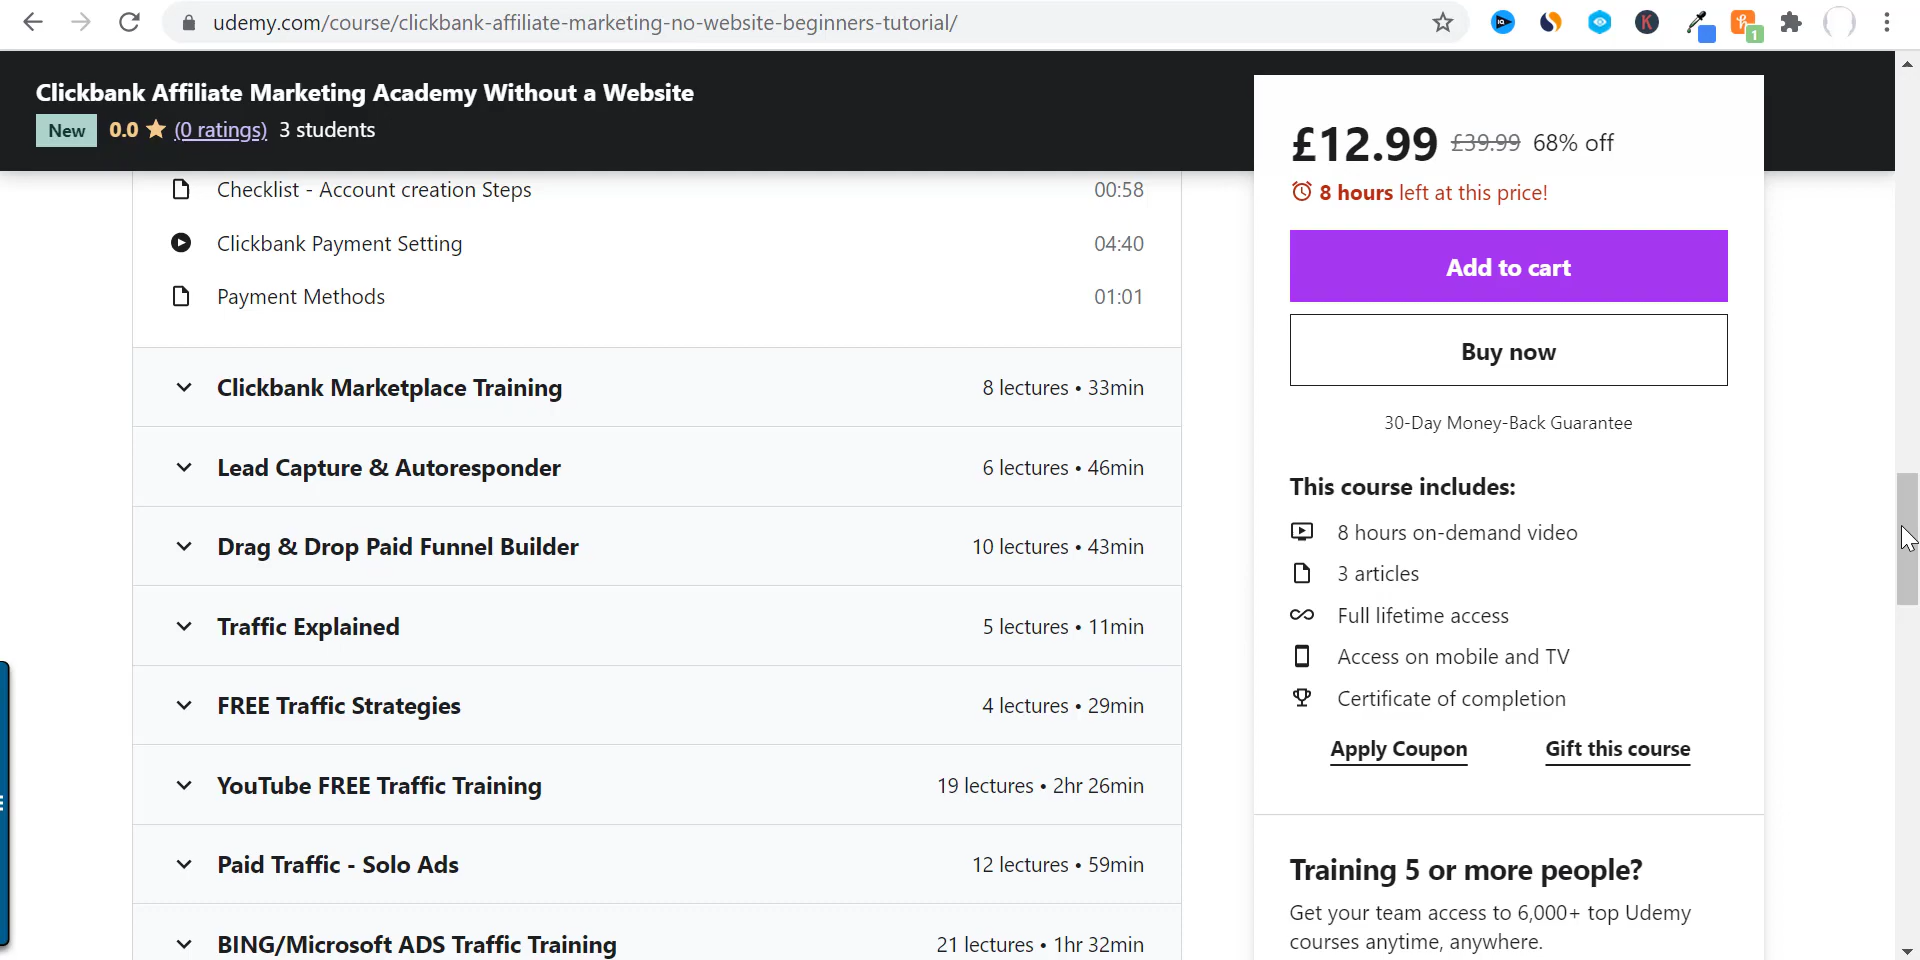 udemy.com/course/clickbank-affiliate-marketing-no-website-beginners-tutorial/
1
Clickbank Affiliate Marketing Academy Without a Website
New 0.0 (0 ratings) 3 students
Checklist - Account creation Steps 00:58
Clickbank Payment Setting 04:40
Payment Methods 01:01
Clickbank Marketplace Training 8 lectures • 33min
Lead Capture & Autoresponder 6 lectures • 46min
Drag & Drop Paid Funnel Builder 10 lectures • 43min
Traffic Explained 5 lectures • 11min
FREE Traffic Strategies 4 lectures • 29min
YouTube FREE Traffic Training 19 lectures • 2hr 26min
Paid Traffic - Solo Ads 12 lectures • 59min
BING/Microsoft ADS Traffic Training 21 lectures • 1hr 32min
£12.99 £39.99 68% off
8 hours left at this price!
Add to cart
Buy now
30-Day Money-Back Guarantee
This course includes:
8 hours on-demand video
3 articles
Full lifetime access
Access on mobile and TV
Certificate of completion
Apply Coupon Gift this course
Training 5 or more people?
Get your team access to 6,000+ top Udemy
courses anytime, anywhere.